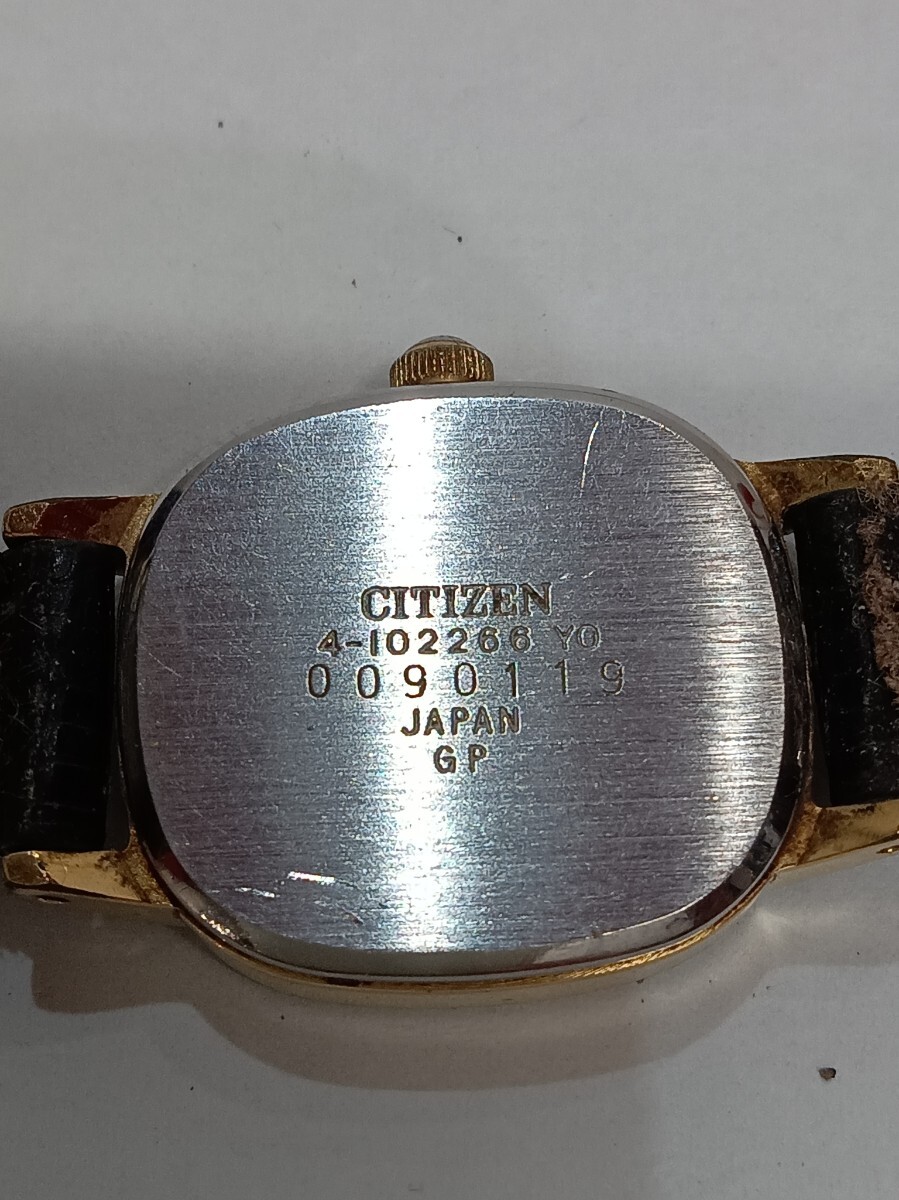 CITIZEN
4-102266 YO
0090119
JAPAN
GP